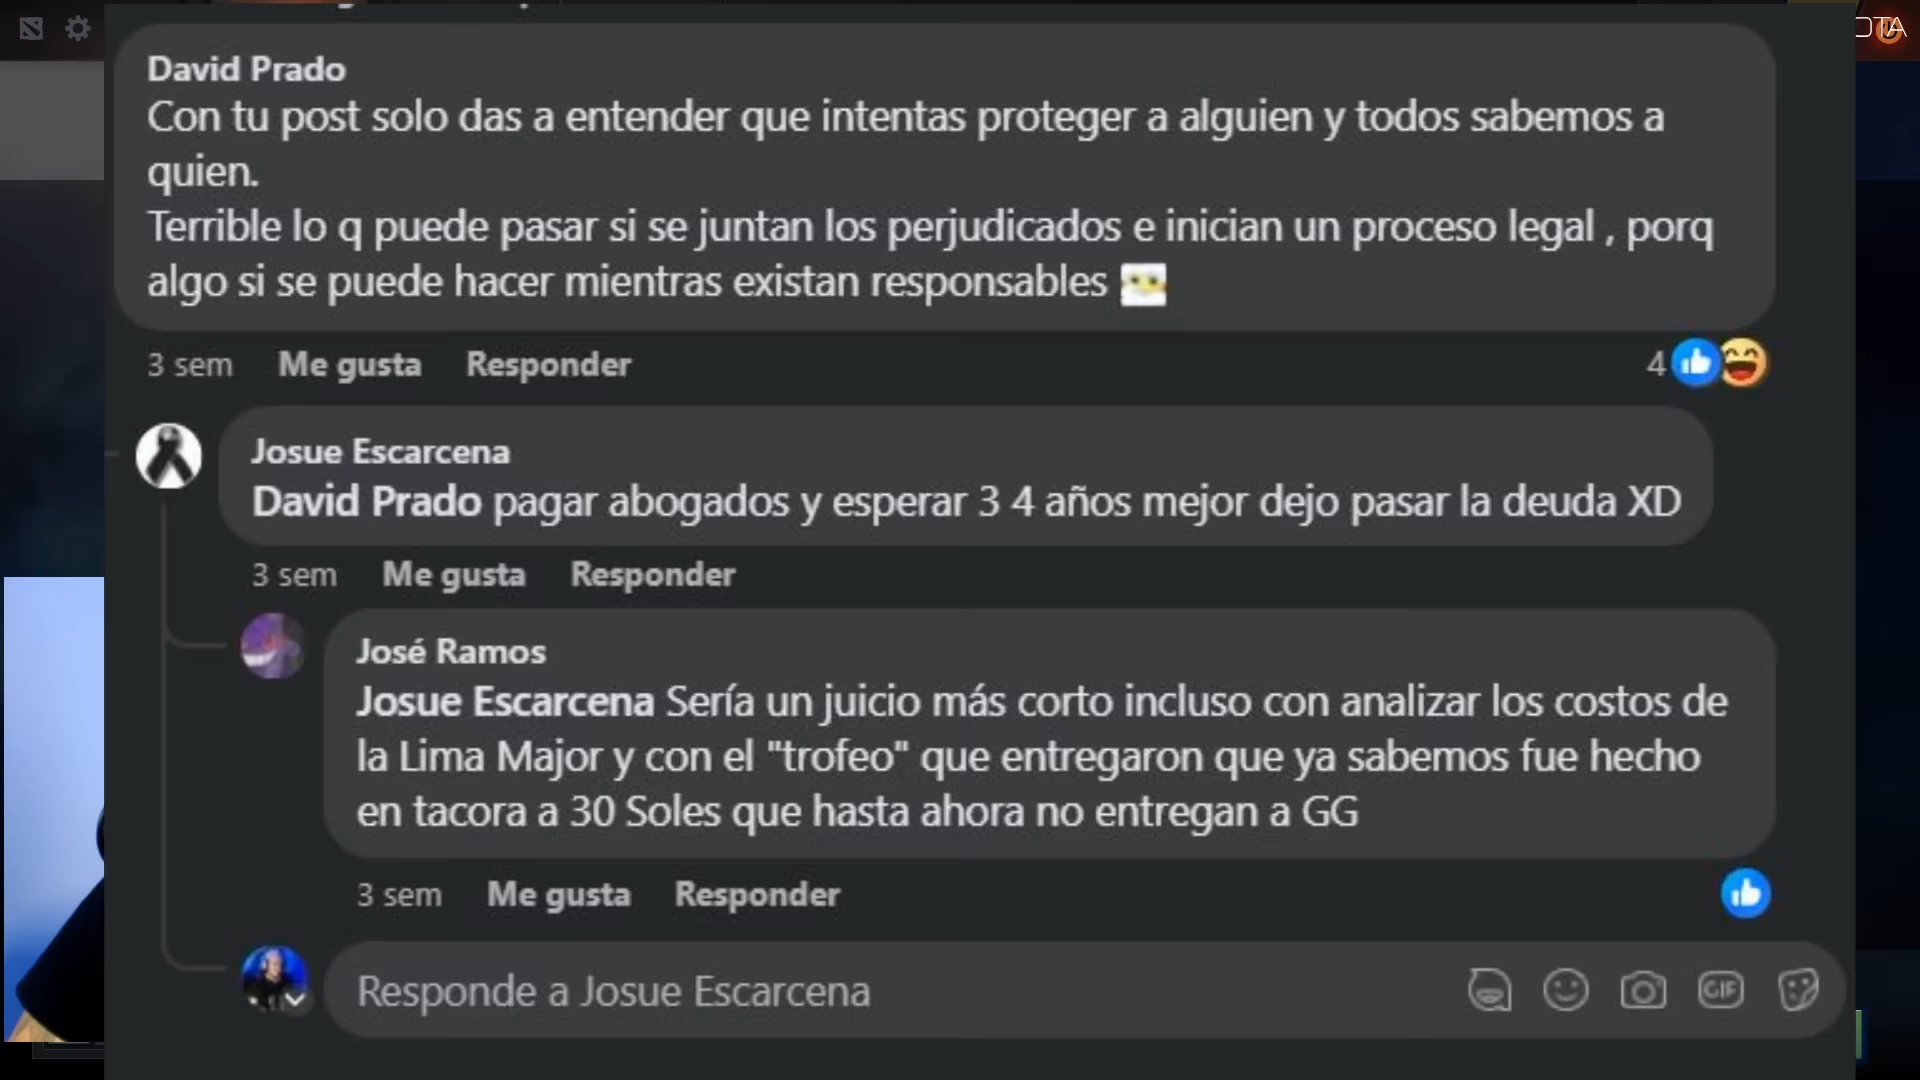 OTA
David Prado
Con tu post solo das a entender que intentas proteger a alguien y todos sabemos a
quien.
Terrible lo q puede pasar si se juntan los perjudicados e inician un proceso legal , porq
algo si se puede hacer mientras existan responsables
3 sem Me gusta Responder 4
Josue Escarcena
David Prado pagar abogados y esperar 3 4 años mejor dejo pasar la deuda XD
3 sem Me gusta Responder
José Ramos
Josue Escarcena Sería un juicio más corto incluso con analizar los costos de
la Lima Major y con el "trofeo" que entregaron que ya sabemos fue hecho
en tacora a 30 Soles que hasta ahora no entregan a GG
3 sem Me gusta Responder
Responde a Josue Escarcena GIF